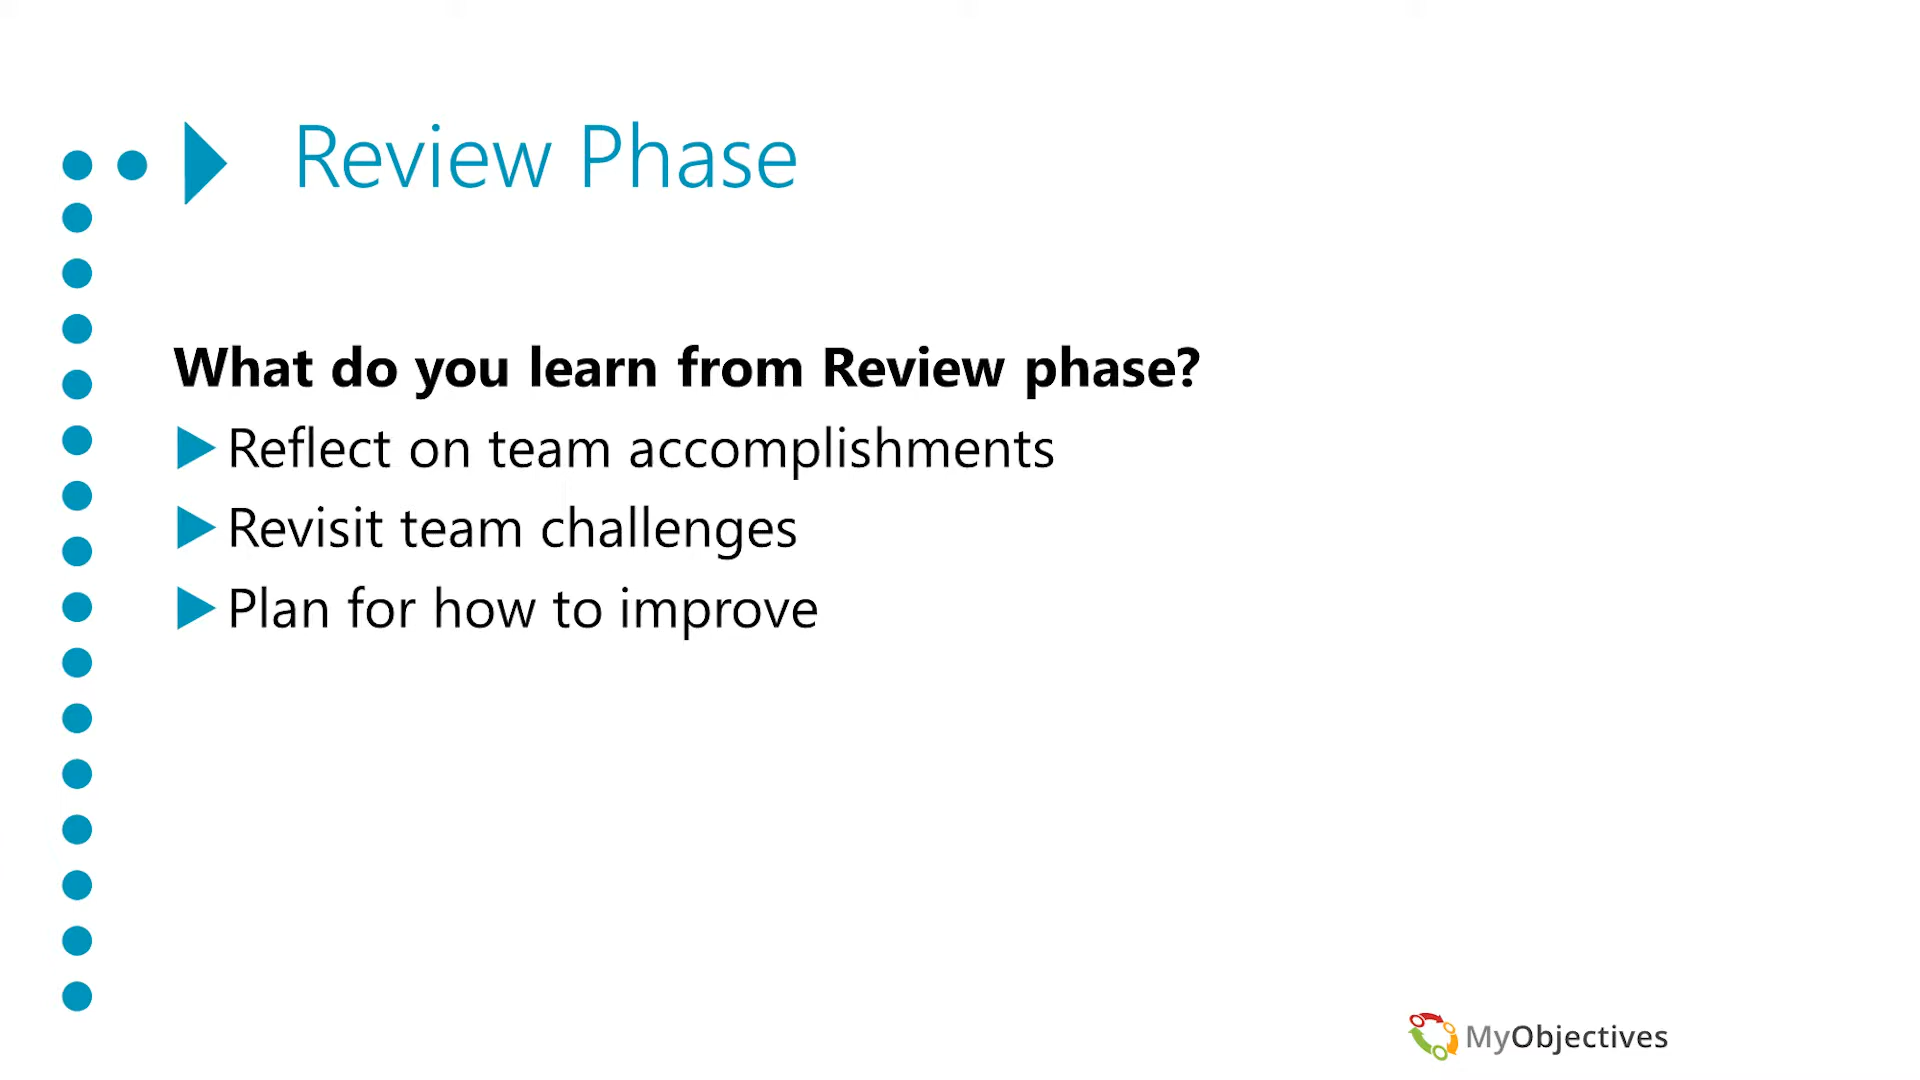 Review Phase
What do you learn from Review phase?
Reflect on team accomplishments
Revisit team challenges
Plan for how to improve
MyObjectives